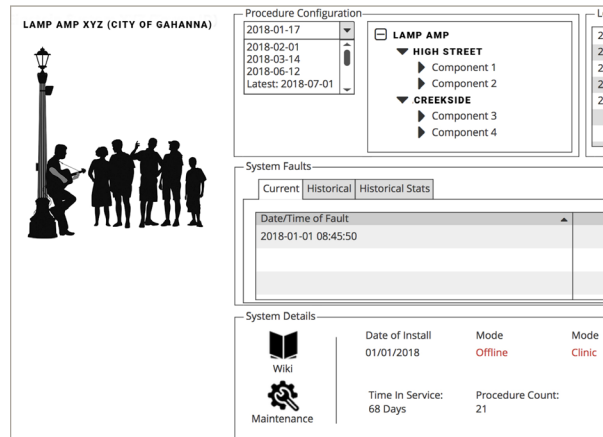 LAMP AMP XYZ (CITY OF GAHANNA)
Procedure Configuration
2018-01-17
2018-02-01
2018-03-14
2018-06-12
Latest: 2018-07-01
LAMP AMP
HIGH STREET
Component 1
Component 2
CREEKSIDE
Component 3
Component 4
System Faults
Current Historical Historical Stats
Date/Time of Fault
2018-01-01 08:45:50
System Details
Wiki
Maintenance
Date of Install Mode Mode
01/01/2018 Offline Clinic
Time In Service: Procedure Count:
68 Days 21